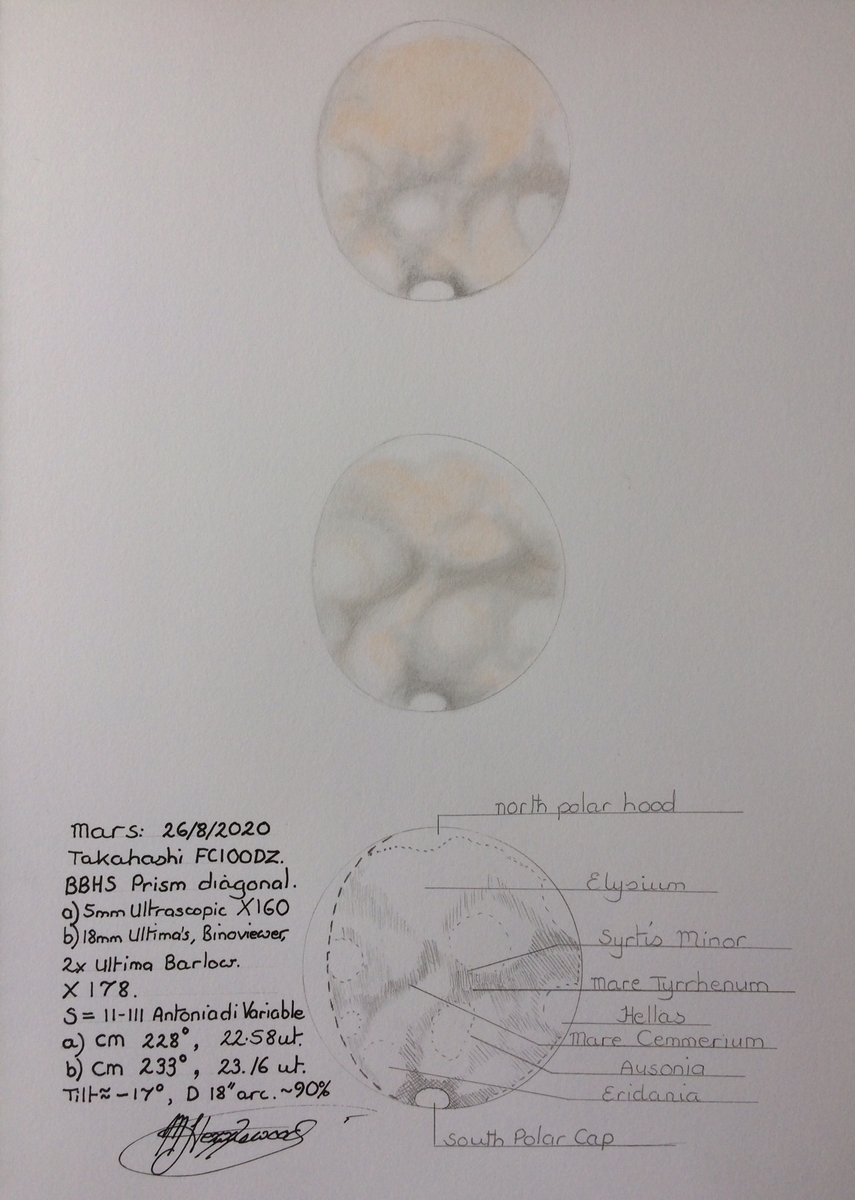 Mars: 26/8/2020
Takahashi FC100DZ.
BBHS Prism diagonal.
a) 5mm Ultrascopic X160
b) 18mm Ultima's, Binoviewer,
2x Ultima Barlow.
X 178.
S = II-III Antoniadi Variable
a) cm 228°, 22.58ut.
b) Cm 233°, 23.16 ut.
Tilt≈ -17°, D 18" arc. ~90%
north polar hood
Elysium
Syrtis Minor
Mare Tyrrhenum
Hellas
Mare Cemmerium
Ausonia
Eridania
South Polar Cap